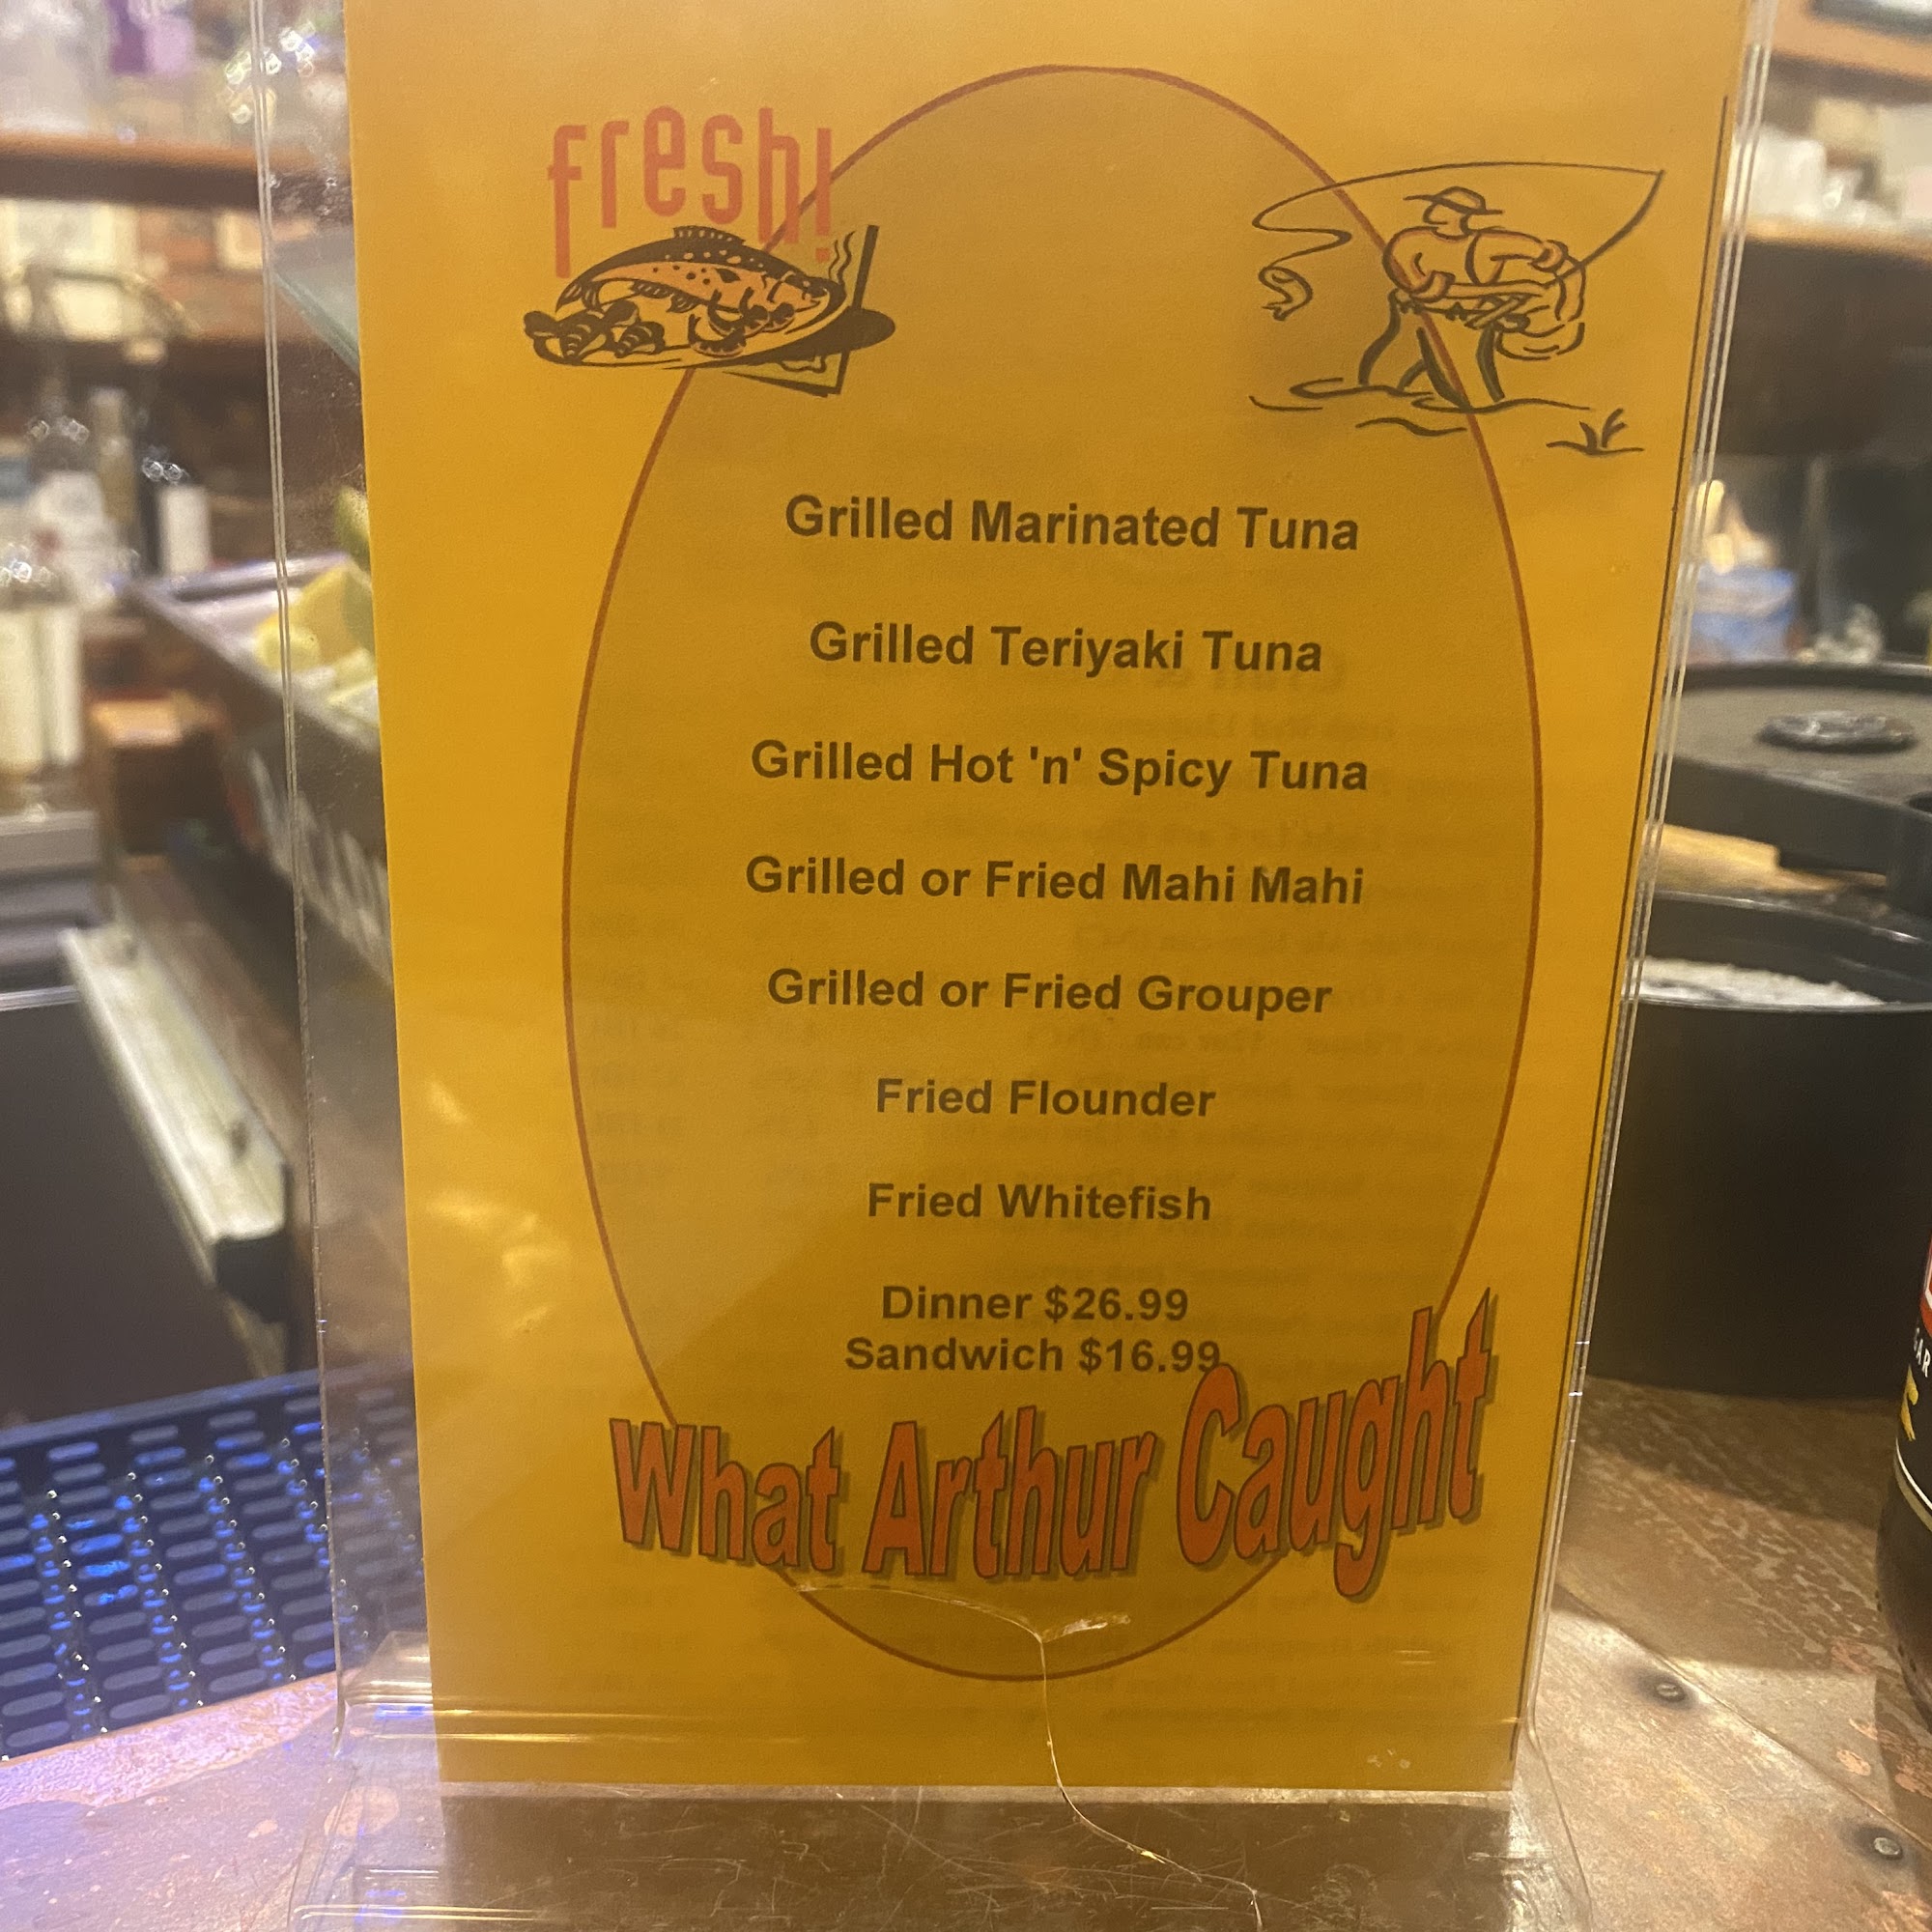 fresh!
Grilled Marinated Tuna
Grilled Teriyaki Tuna
Grilled Hot 'n' Spicy Tuna
Grilled or Fried Mahi Mahi
Grilled or Fried Grouper
Fried Flounder
Fried Whitefish
Dinner $26.99
Sandwich $16.99
What Arthur Caught